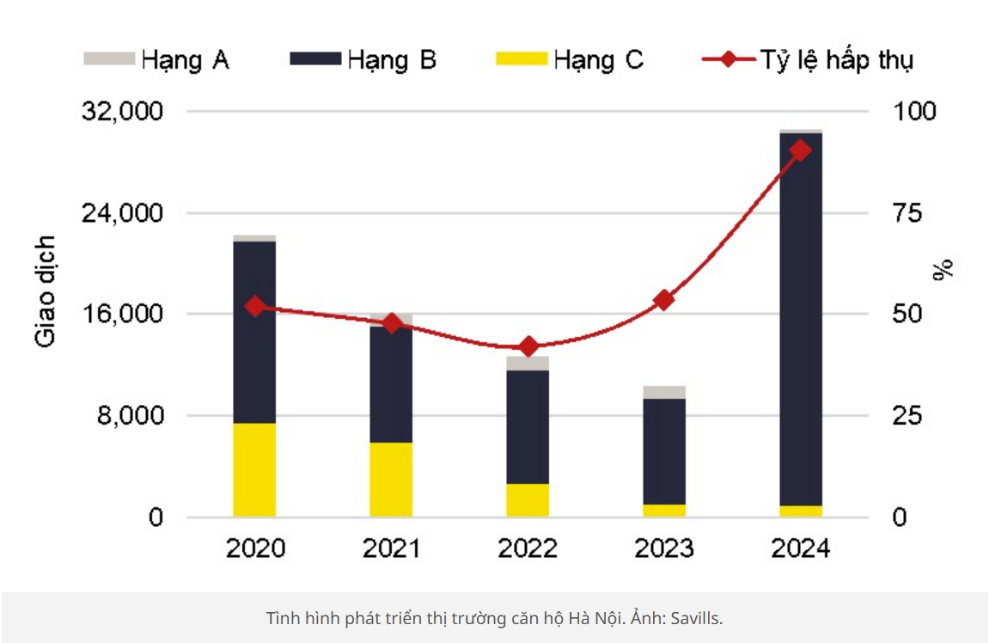 Hạng A Hạng B Hạng C Tỷ lệ hấp thụ
32,000 100
24,000 75
16,000 50
8,000 25
0 0
Giao dịch
%
2020 2021 2022 2023 2024
Tình hình phát triển thị trường căn hộ Hà Nội. Ảnh: Savills.